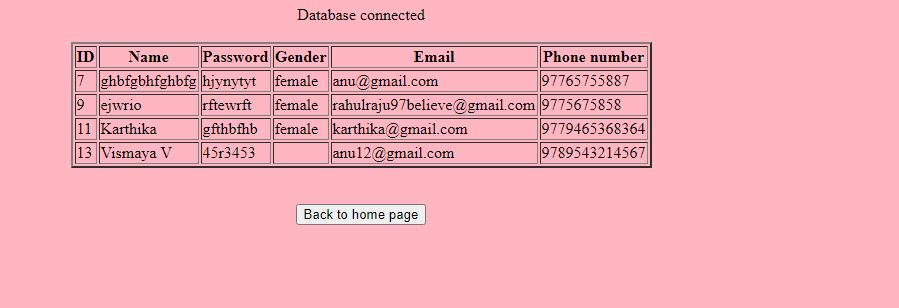 Database connected
ID Name Password Gender Email Phone number
7 ghbfgbhfghbfg hjynytyt female anu@gmail.com 97765755887
9 ejwrio rftewrft female rahulraju97believe@gmail.com 9775675858
11 Karthika gfthbfhb female karthika@gmail.com 9779465368364
13 Vismaya V 45r3453 anu12@gmail.com 9789543214567
Back to home page